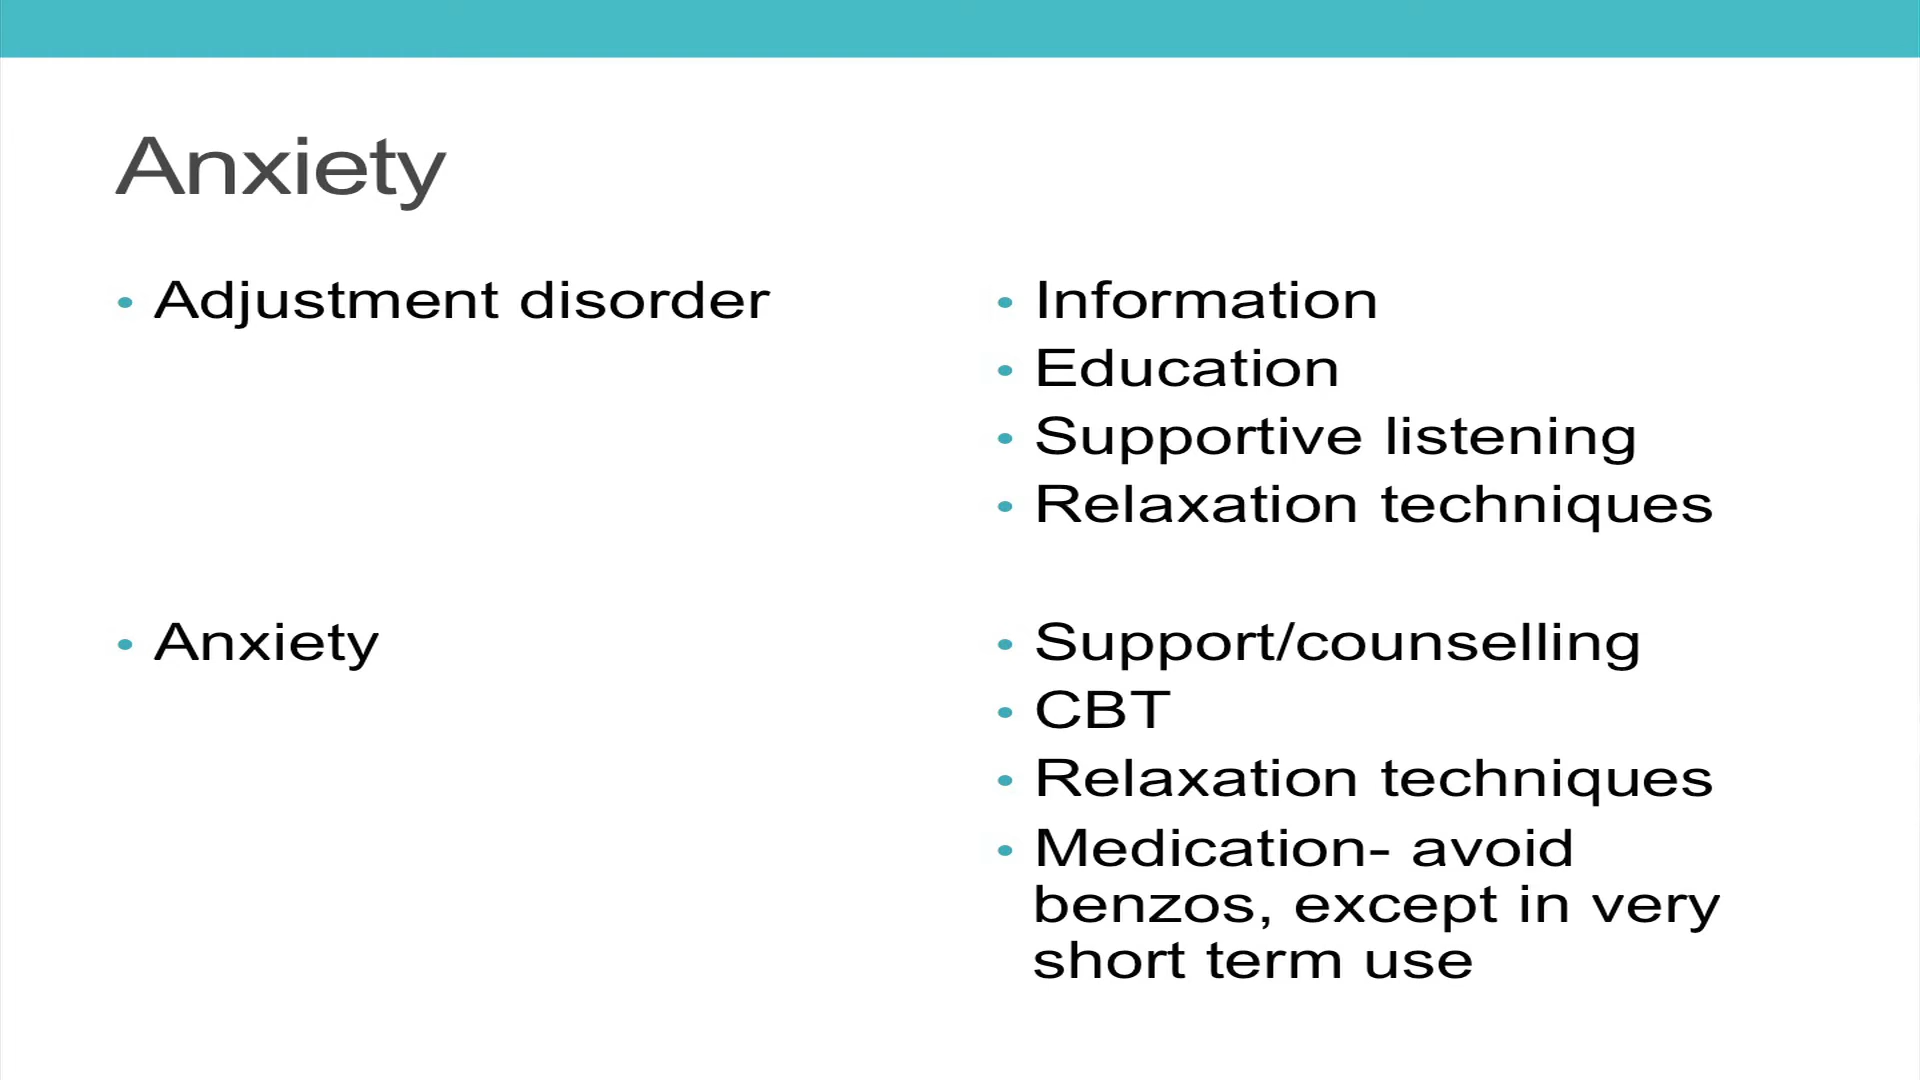 Anxiety
• Adjustment disorder
• Information
• Education
• Supportive listening
• Relaxation techniques
• Anxiety
• Support/counselling
• CBT
• Relaxation techniques
• Medication- avoid
benzos, except in very
short term use